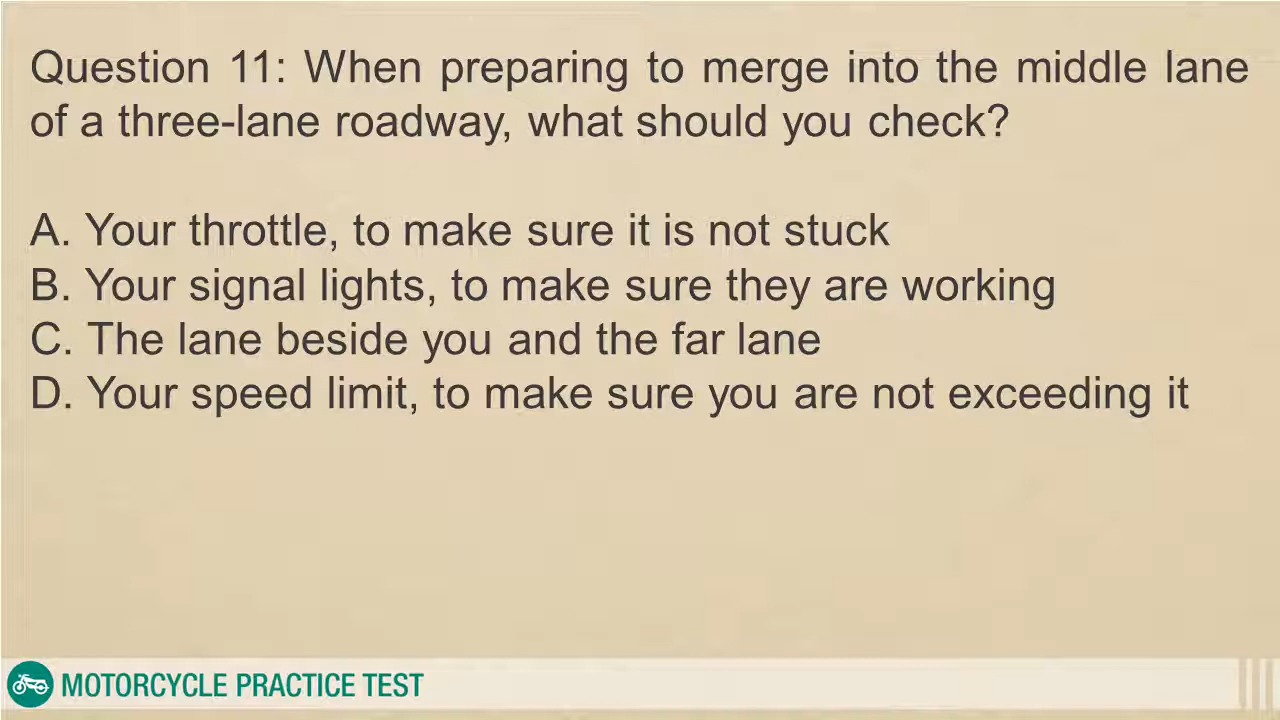 Question 11: When preparing to merge into the middle lane
of a three-lane roadway, what should you check?
A. Your throttle, to make sure it is not stuck
B. Your signal lights, to make sure they are working
C. The lane beside you and the far lane
D. Your speed limit, to make sure you are not exceeding it
MOTORCYCLE PRACTICE TEST